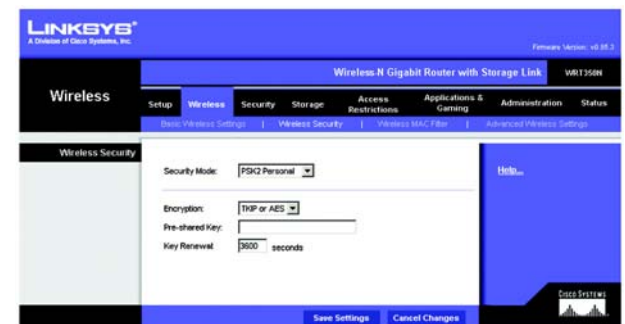 LINKSYS®
A Division of Cisco Systems, Inc.
Firmware Version: v0.05.3
Wireless-N Gigabit Router with Storage Link WRT350N
Wireless
Setup Wireless Security Storage Access Restrictions Applications & Gaming Administration Status
Basic Wireless Settings | Wireless Security | Wireless MAC Filter | Advanced Wireless Settings
Wireless Security
Security Mode: PSK2 Personal
Help...
Encryption: TKIP or AES
Pre-shared Key:
Key Renewal: 3600 seconds
CISCO SYSTEMS
Save Settings Cancel Changes